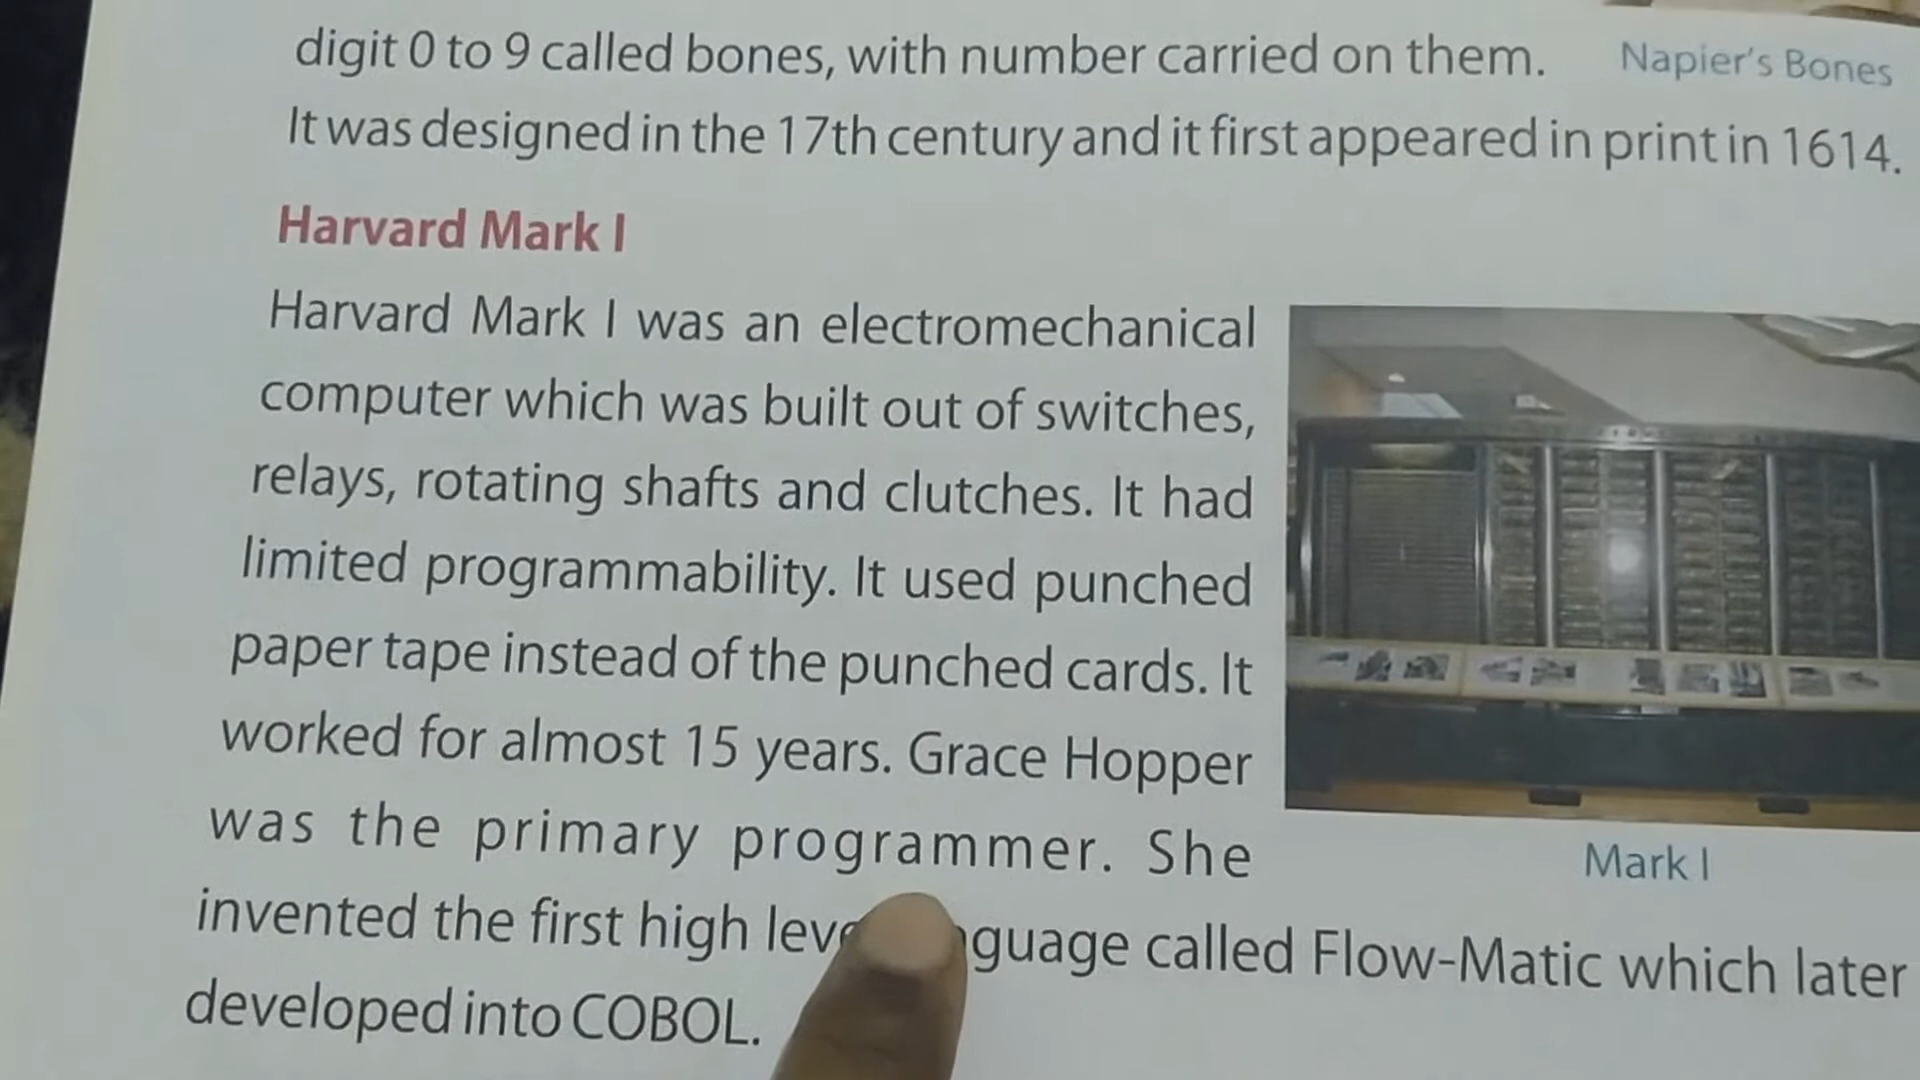 digit 0 to 9 called bones, with number carried on them.
Napier's Bones
It was designed in the 17th century and it first appeared in print in 1614.
Harvard Mark I
Harvard Mark I was an electromechanical
computer which was built out of switches,
relays, rotating shafts and clutches. It had
limited programmability. It used punched
paper tape instead of the punched cards. It
worked for almost 15 years. Grace Hopper
was the primary programmer. She
Mark I
invented the first high called Flow-Matic which later
developed into COBOL.